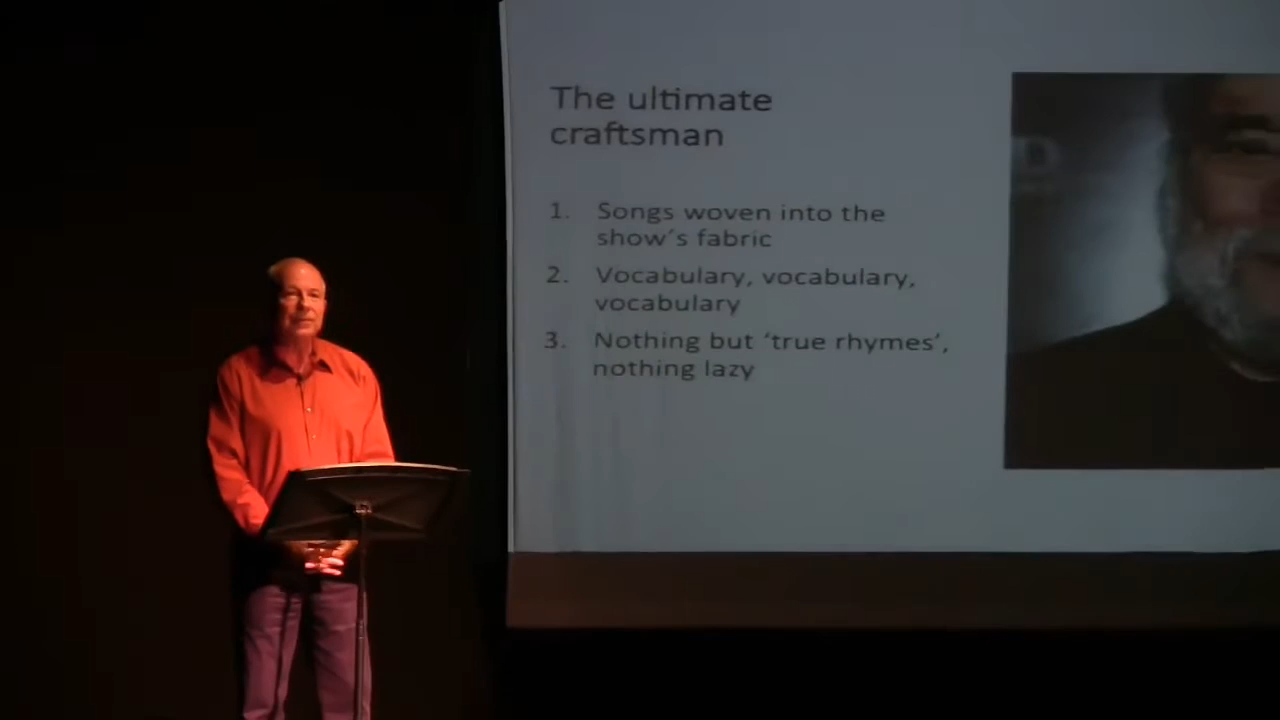 The ultimate
craftsman
1. Songs woven into the
show's fabric
2. Vocabulary, vocabulary,
vocabulary
3. Nothing but 'true rhymes',
nothing lazy